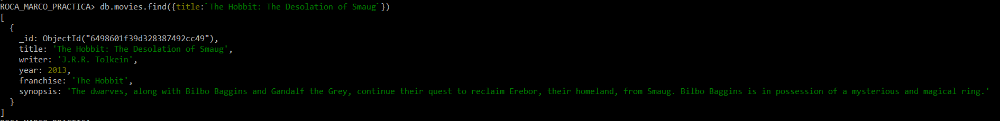 ROCA_MARCO_PRACTICA> db.movies.find({title:`The Hobbit: The Desolation of Smaug`})
[
  {
    _id: ObjectId("6498601f39d328387492cc49"),
    title: 'The Hobbit: The Desolation of Smaug',
    writer: 'J.R.R. Tolkein',
    year: 2013,
    franchise: 'The Hobbit',
    synopsis: 'The dwarves, along with Bilbo Baggins and Gandalf the Grey, continue their quest to reclaim Erebor, their homeland, from Smaug. Bilbo Baggins is in possession of a mysterious and magical ring.'
  }
]